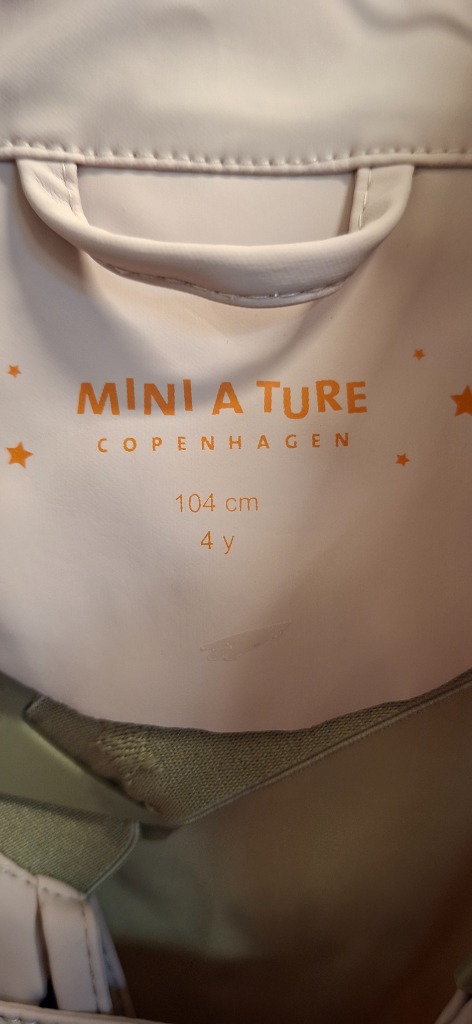 MINI A TURE
COPENHAGEN
104 cm
4 y